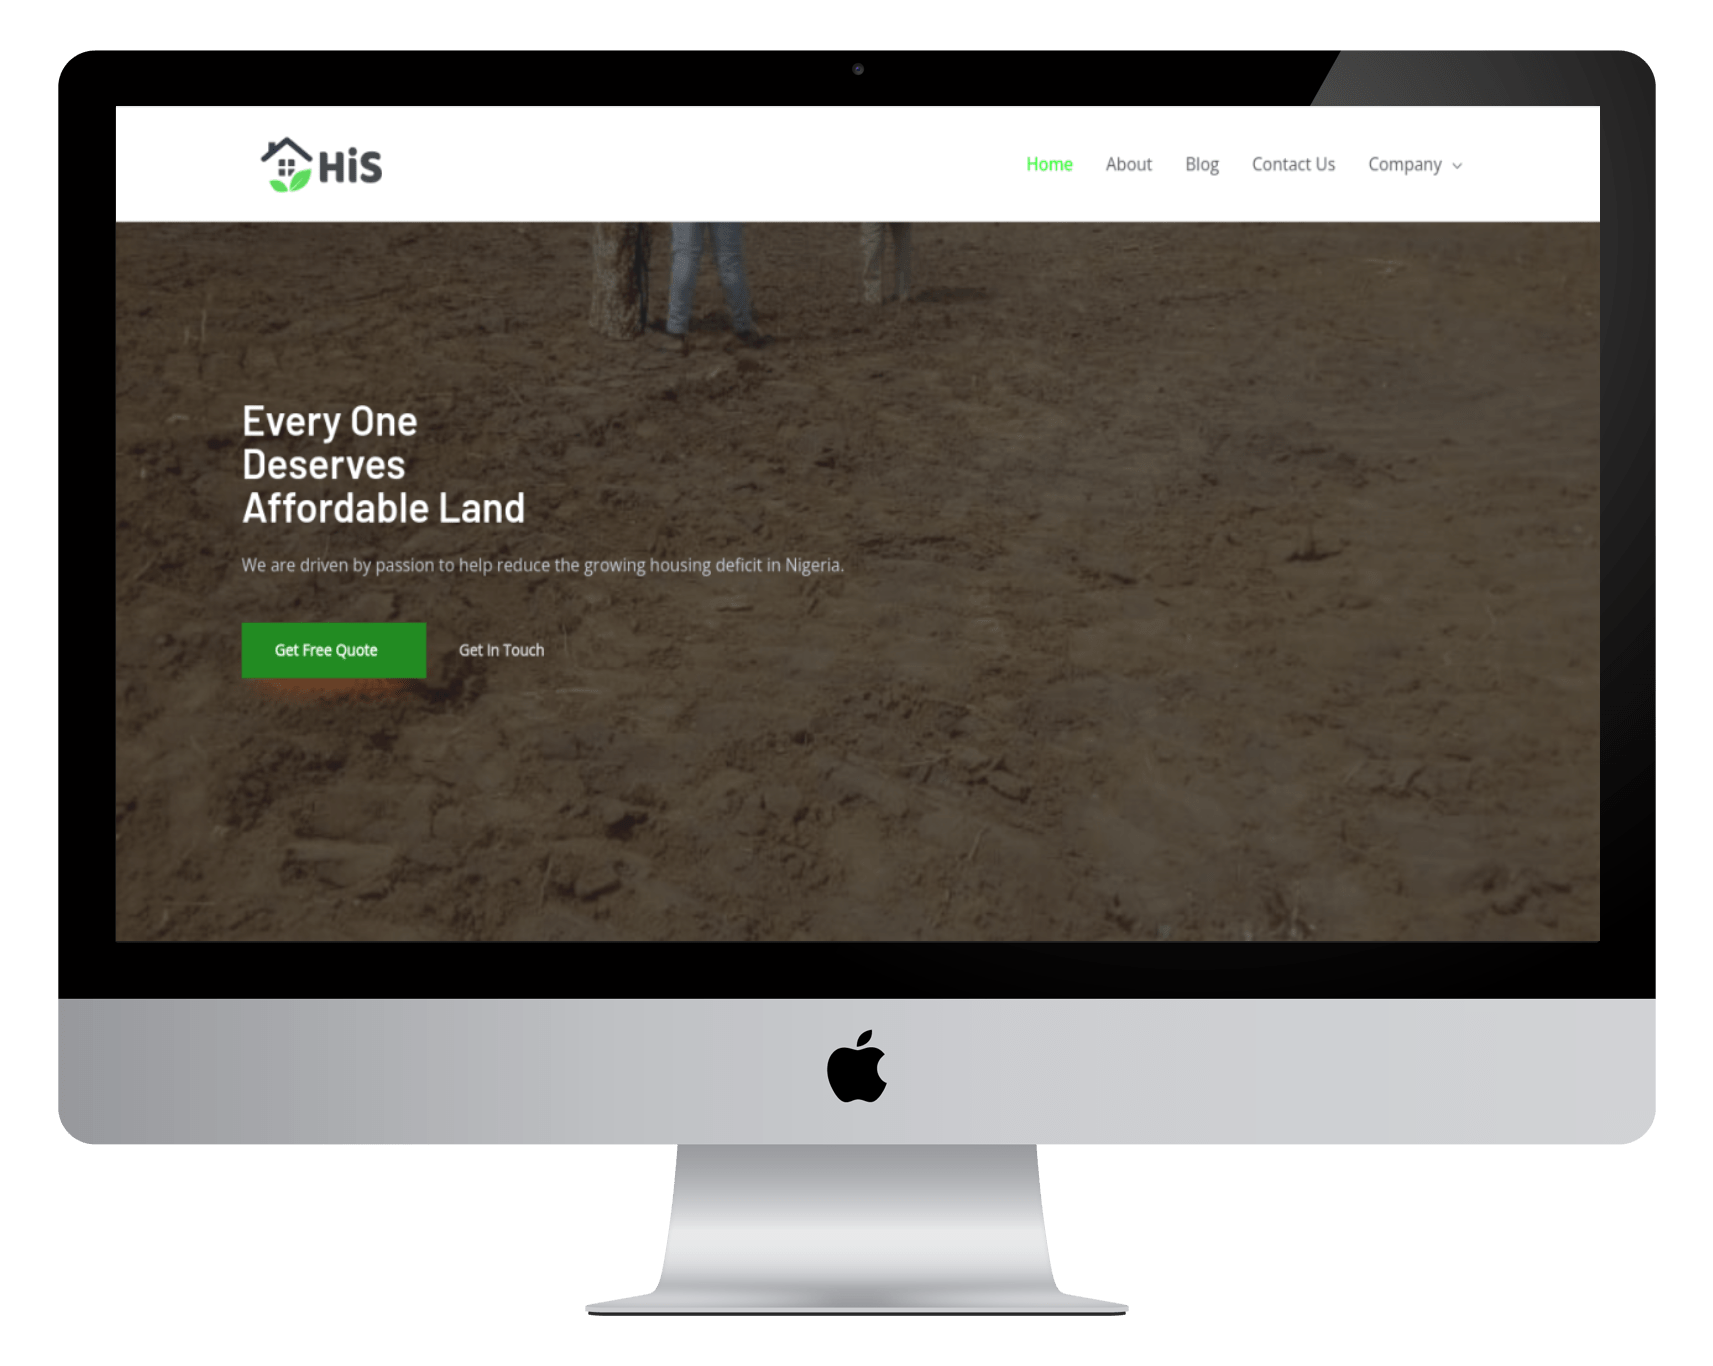 HiS
Home About Blog Contact Us Company
Every One
Deserves
Affordable Land
We are driven by passion to help reduce the growing housing deficit in Nigeria.
Get Free Quote Get In Touch